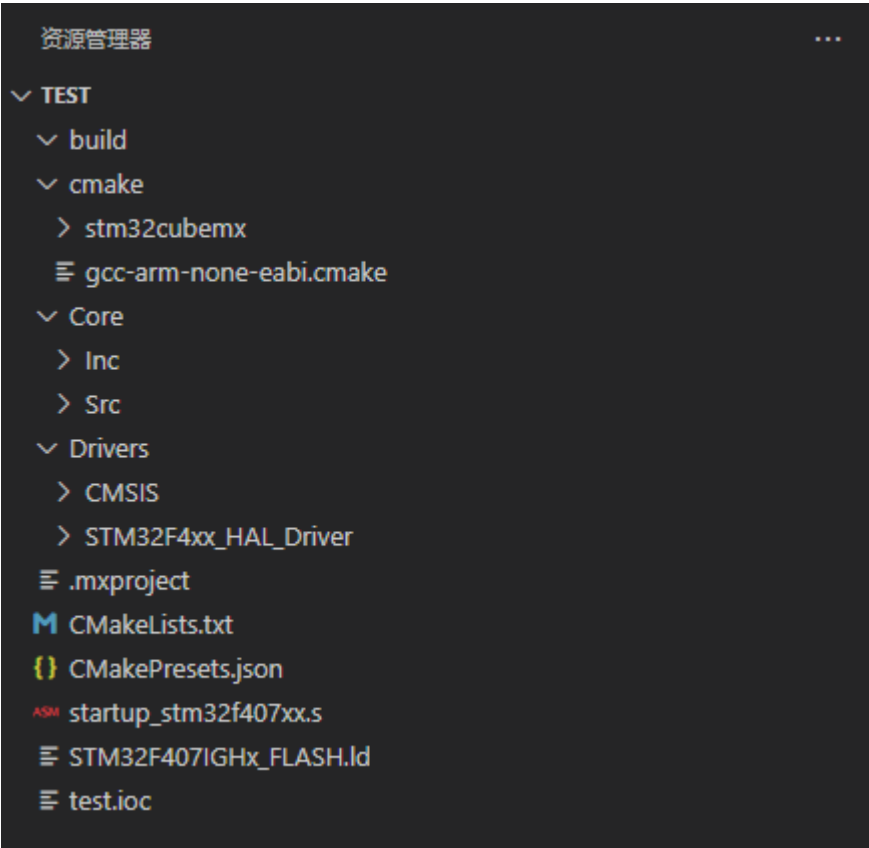 资源管理器 ···
TEST
build
cmake
stm32cubemx
gcc-arm-none-eabi.cmake
Core
Inc
Src
Drivers
CMSIS
STM32F4xx_HAL_Driver
.mxproject
M CMakeLists.txt
{} CMakePresets.json
ASM startup_stm32f407xx.s
STM32F407IGHx_FLASH.ld
test.ioc